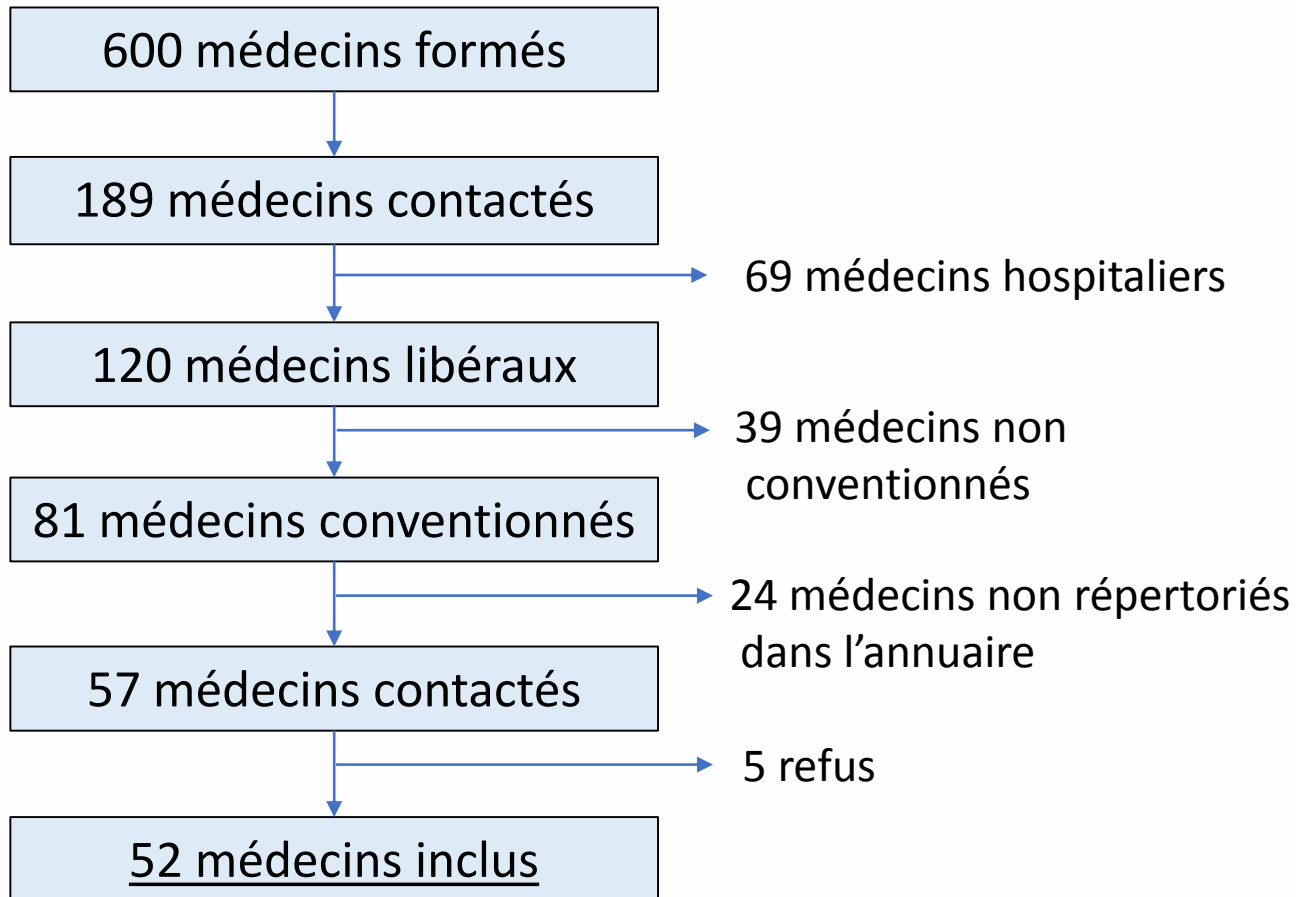 600 médecins formés
189 médecins contactés
69 médecins hospitaliers
120 médecins libéraux
39 médecins non
conventionnés
81 médecins conventionnés
24 médecins non répertoriés
dans l’annuaire
57 médecins contactés
5 refus
52 médecins inclus